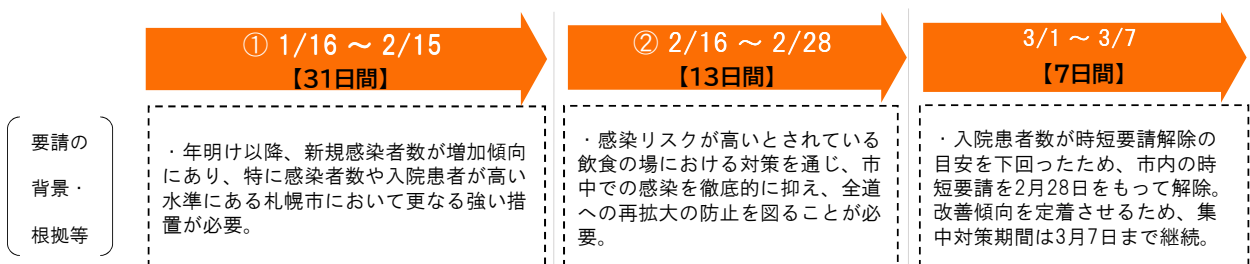 ① 1/16 ～ 2/15
【31日間】
② 2/16 ～ 2/28
【13日間】
3/1 ～ 3/7
【7日間】
要請の
背景・
根拠等
・年明け以降、新規感染者数が増加傾向
にあり、特に感染者数や入院患者が高い
水準にある札幌市において更なる強い措
置が必要。
・感染リスクが高いとされている
飲食の場における対策を通じ、市
中での感染を徹底的に抑え、全道
への再拡大の防止を図ることが必
要。
・入院患者数が時短要請解除の
目安を下回ったため、市内の時
短要請を2月28日をもって解除。
改善傾向を定着させるため、集
中対策期間は3月7日まで継続。